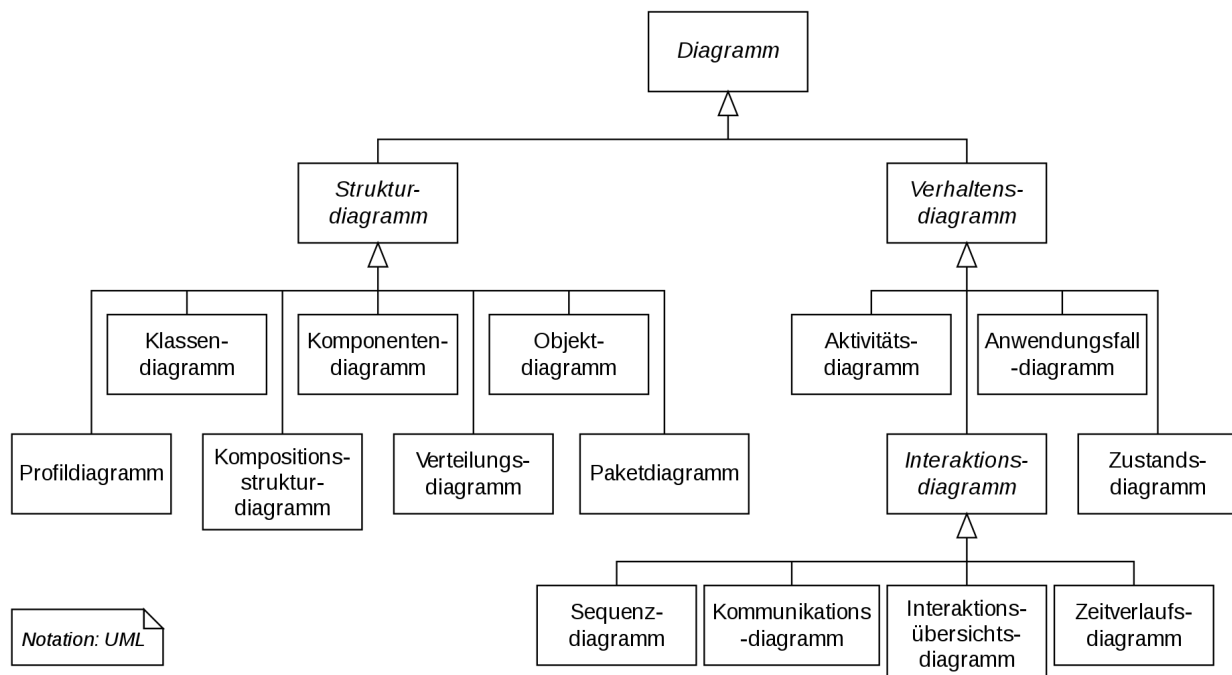 Diagramm
Struktur-
diagramm
Verhaltens-
diagramm
Klassen-
diagramm
Komponenten-
diagramm
Objekt-
diagramm
Aktivitäts-
diagramm
Anwendungsfall
-diagramm
Profildiagramm
Kompositions-
struktur-
diagramm
Verteilungs-
diagramm
Paketdiagramm
Interaktions-
diagramm
Zustands-
diagramm
Sequenz-
diagramm
Kommunikations
-diagramm
Interaktions-
übersichts-
diagramm
Zeitverlaufs-
diagramm
Notation: UML